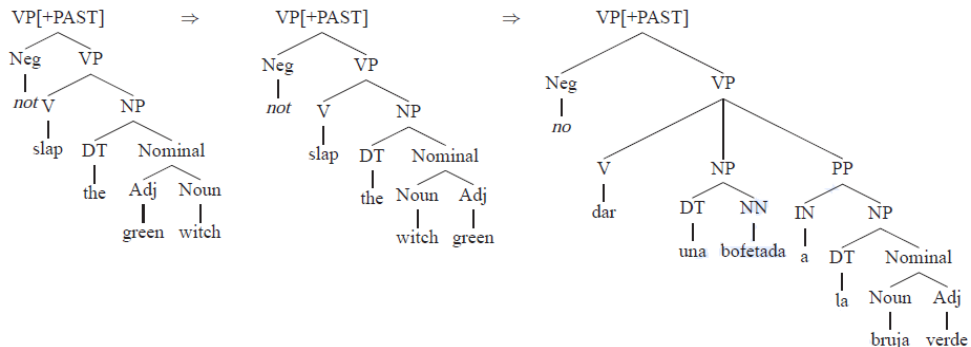 VP[+PAST] ⇒ VP[+PAST] ⇒ VP[+PAST]
Neg VP Neg VP Neg VP
not V NP not V NP no
slap DT Nominal slap DT Nominal V NP PP
the Adj Noun the Noun Adj dar DT NN IN NP
green witch witch green una bofetada a DT Nominal
la Noun Adj
bruja verde